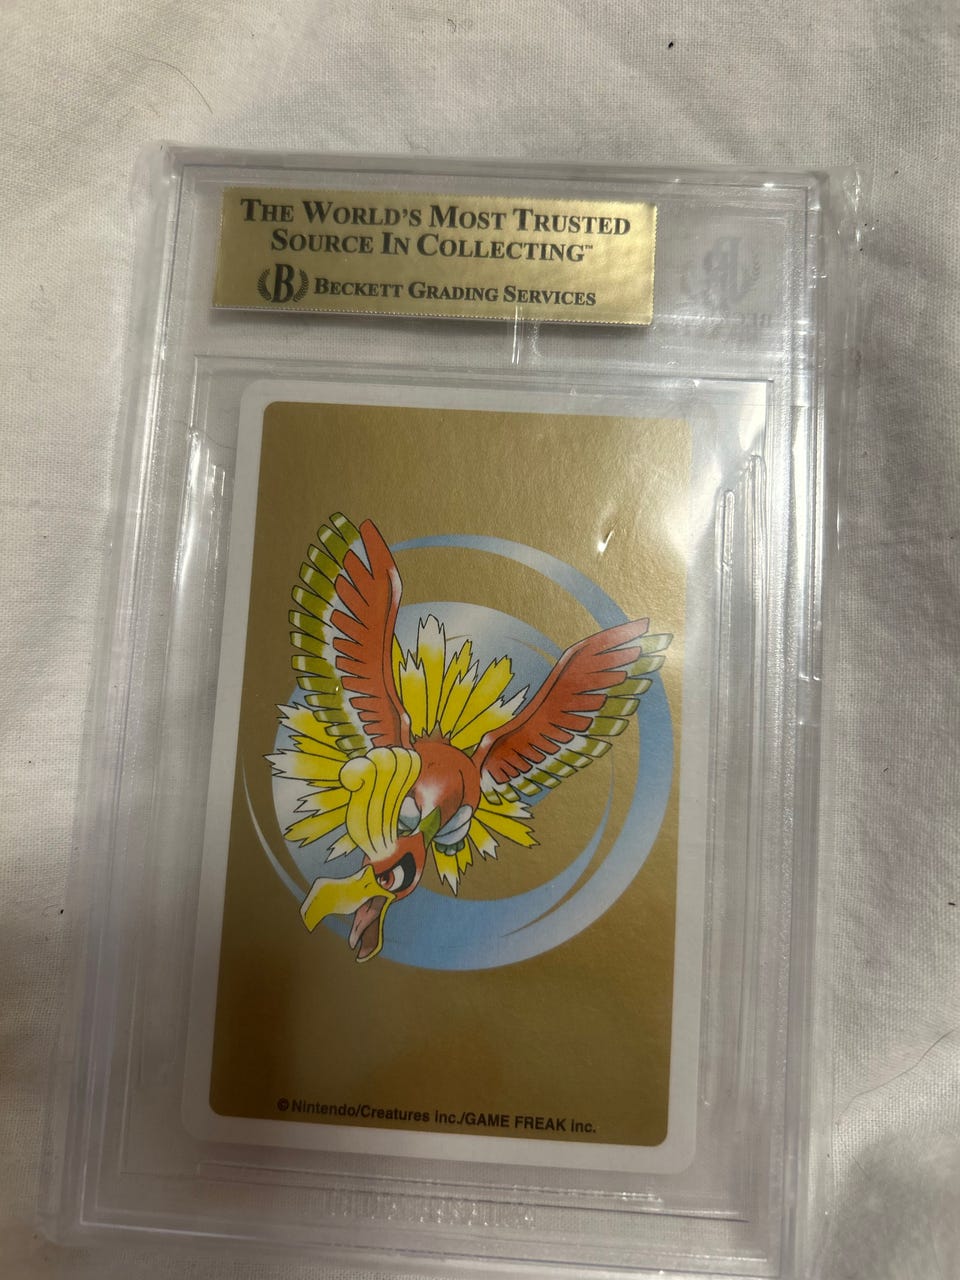 THE WORLD'S MOST TRUSTED
SOURCE IN COLLECTING™
B BECKETT GRADING SERVICES
©Nintendo/Creatures inc./GAME FREAK inc.